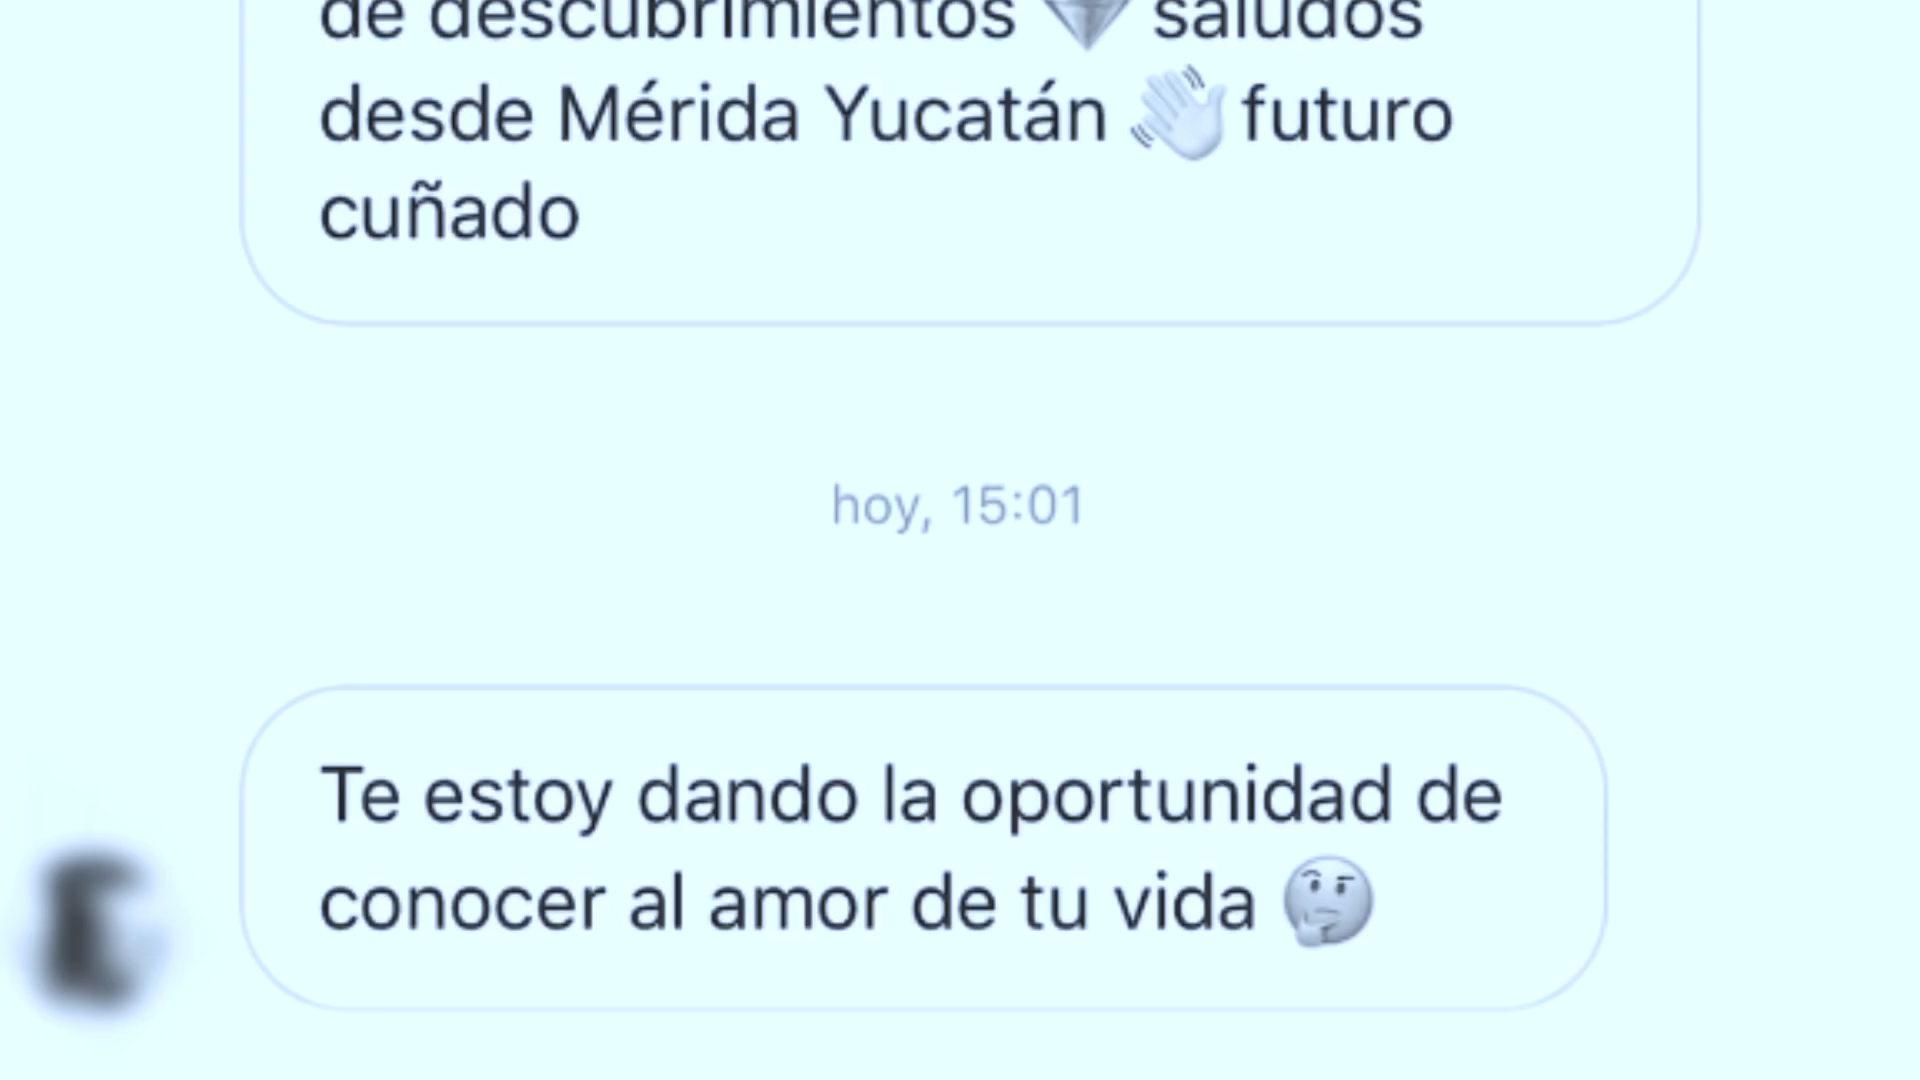 de descubrimientos 💎 saludos
desde Mérida Yucatán 👋 futuro
cuñado
hoy, 15:01
Te estoy dando la oportunidad de
conocer al amor de tu vida 🤔